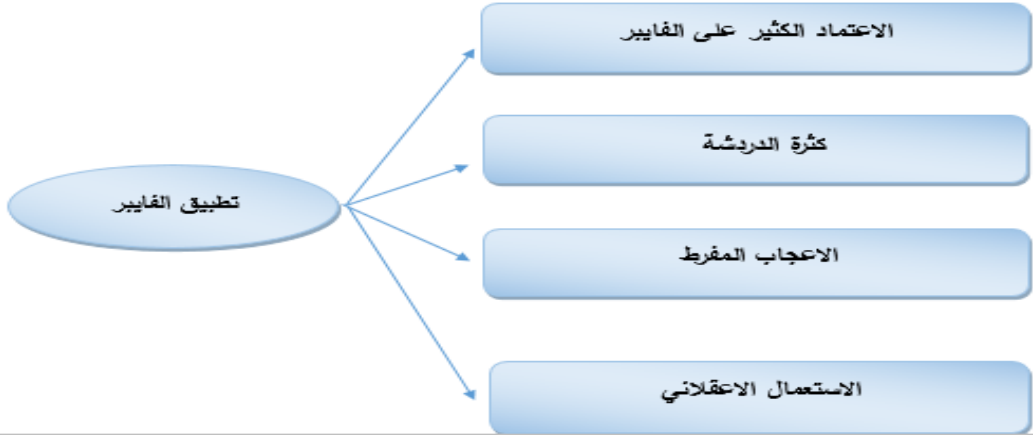 الاعتماد الكثير على الفايبر
كثرة الدردشة
تطبيق الفايبر
الاعجاب المفرط
الاستعمال الاعقلاني